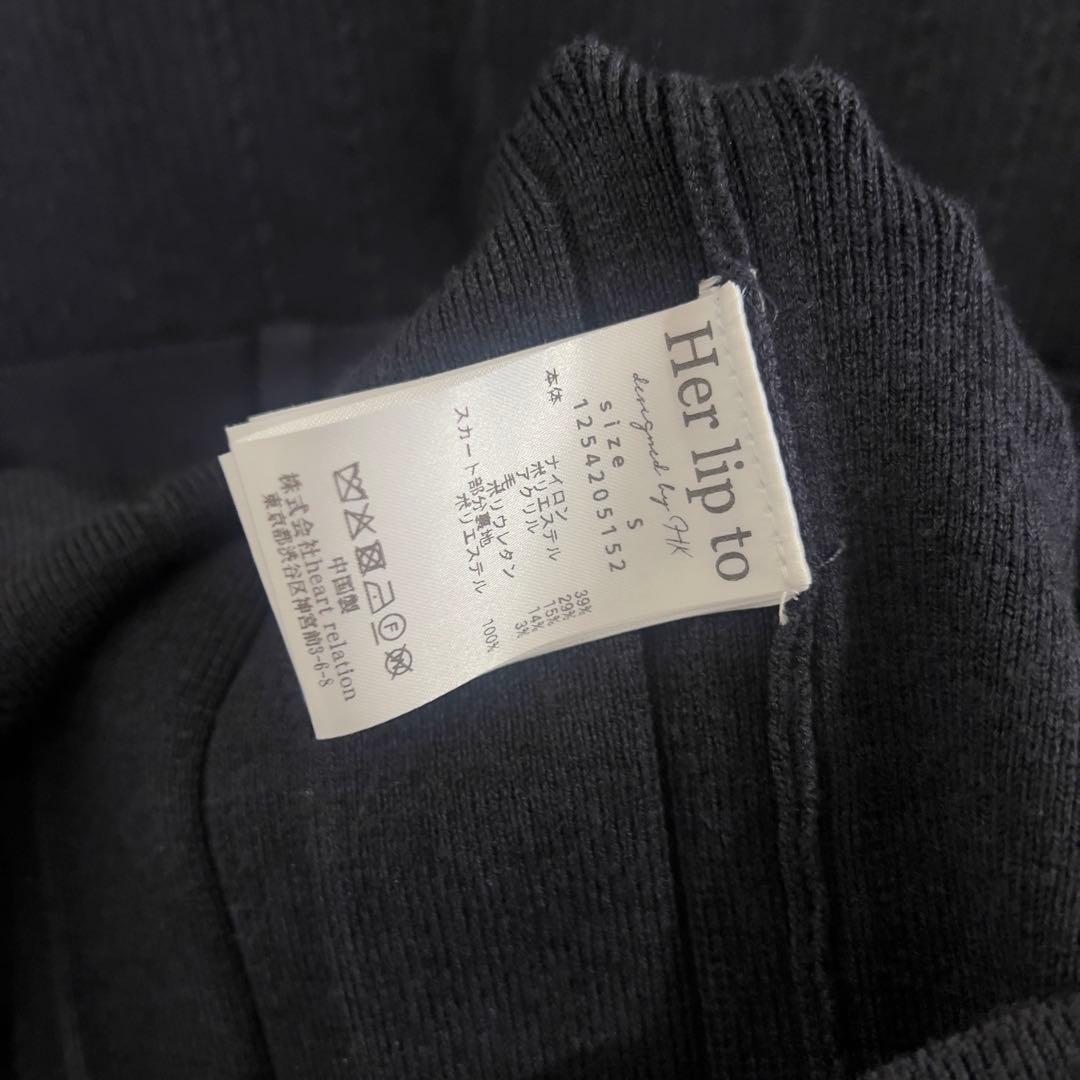 Her lip to
designed by HK
size S
1254205152
本体
ナイロン 39%
ポリエステル 29%
アクリル 15%
毛 14%
ポリウレタン 3%
スカート部分裏地
ポリエステル 100%
F
中国製
株式会社heart relation
東京都渋谷区神宮前3-6-8